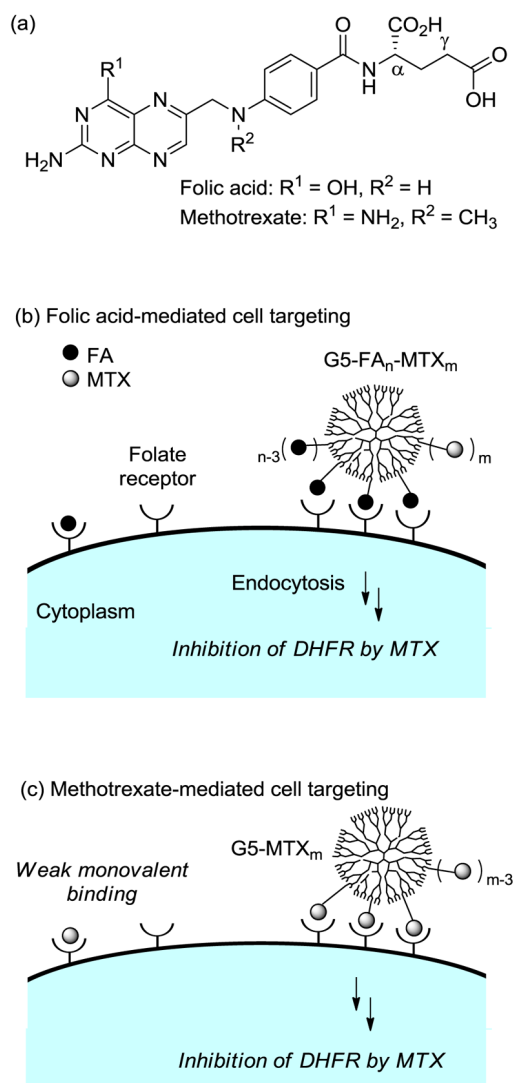 (a)
O
CO₂H
γ
O
R¹
N
H
α
OH
N
N
N
R²
H₂N
N
N
Folic acid: R¹ = OH, R² = H
Methotrexate: R¹ = NH₂, R² = CH₃
(b) Folic acid-mediated cell targeting
FA
MTX
G5-FAₙ-MTXₘ
n-3
m
Folate
receptor
Endocytosis
Cytoplasm
Inhibition of DHFR by MTX
(c) Methotrexate-mediated cell targeting
G5-MTXₘ
m-3
Weak monovalent
binding
Inhibition of DHFR by MTX